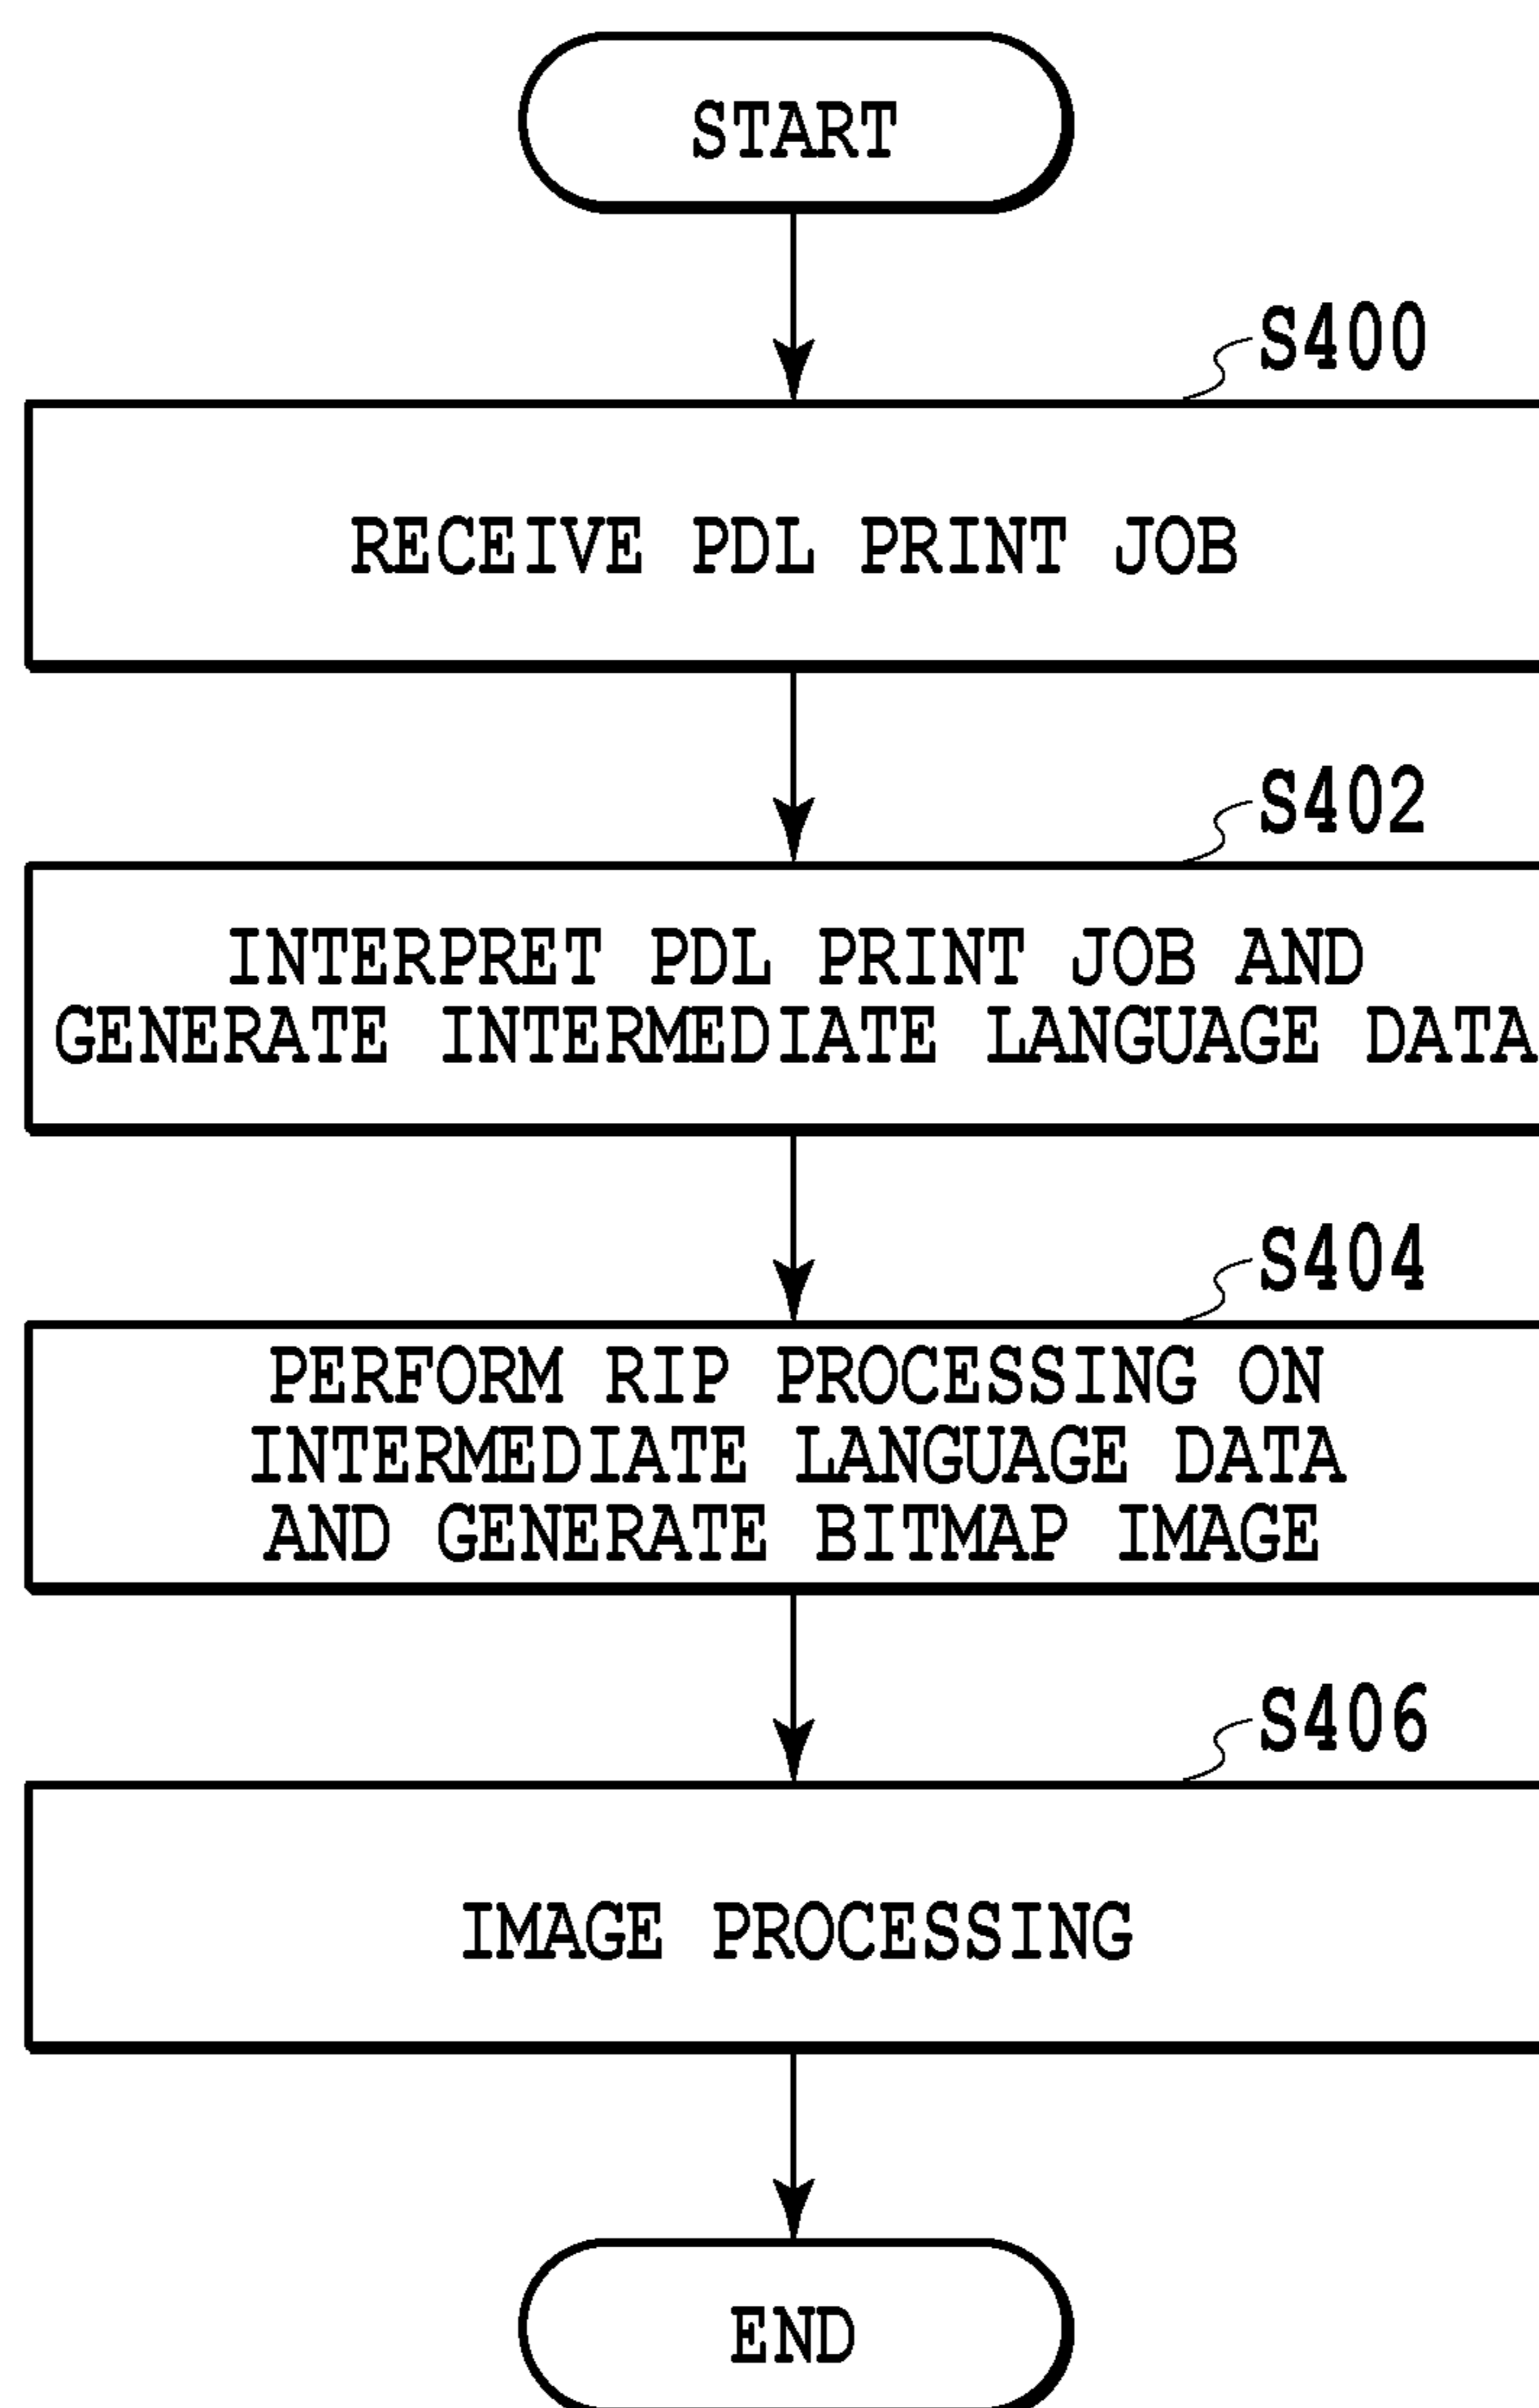 START
S400
RECEIVE PDL PRINT JOB
S402
INTERPRET PDL PRINT JOB AND
GENERATE INTERMEDIATE LANGUAGE DATA
S404
PERFORM RIP PROCESSING ON
INTERMEDIATE LANGUAGE DATA
AND GENERATE BITMAP IMAGE
S406
IMAGE PROCESSING
END